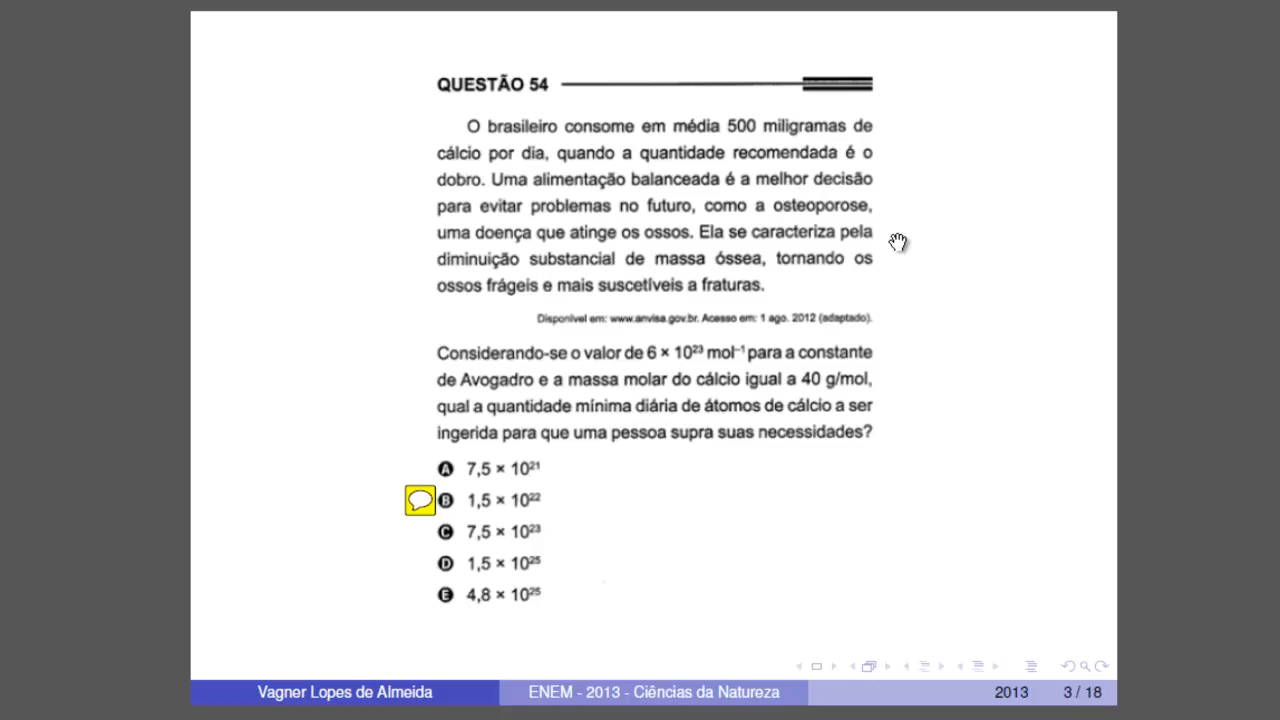 QUESTÃO 54
O brasileiro consome em média 500 miligramas de
cálcio por dia, quando a quantidade recomendada é o
dobro. Uma alimentação balanceada é a melhor decisão
para evitar problemas no futuro, como a osteoporose,
uma doença que atinge os ossos. Ela se caracteriza pela
diminuição substancial de massa óssea, tornando os
ossos frágeis e mais suscetíveis a fraturas.
Disponível em: www.anvisa.gov.br. Acesso em: 1 ago. 2012 (adaptado).
Considerando-se o valor de 6 × 10²³ mol⁻¹ para a constante
de Avogadro e a massa molar do cálcio igual a 40 g/mol,
qual a quantidade mínima diária de átomos de cálcio a ser
ingerida para que uma pessoa supra suas necessidades?
A 7,5 × 10²¹
B 1,5 × 10²²
C 7,5 × 10²³
D 1,5 × 10²⁵
E 4,8 × 10²⁵
Vagner Lopes de Almeida ENEM - 2013 - Ciências da Natureza 2013 3 / 18